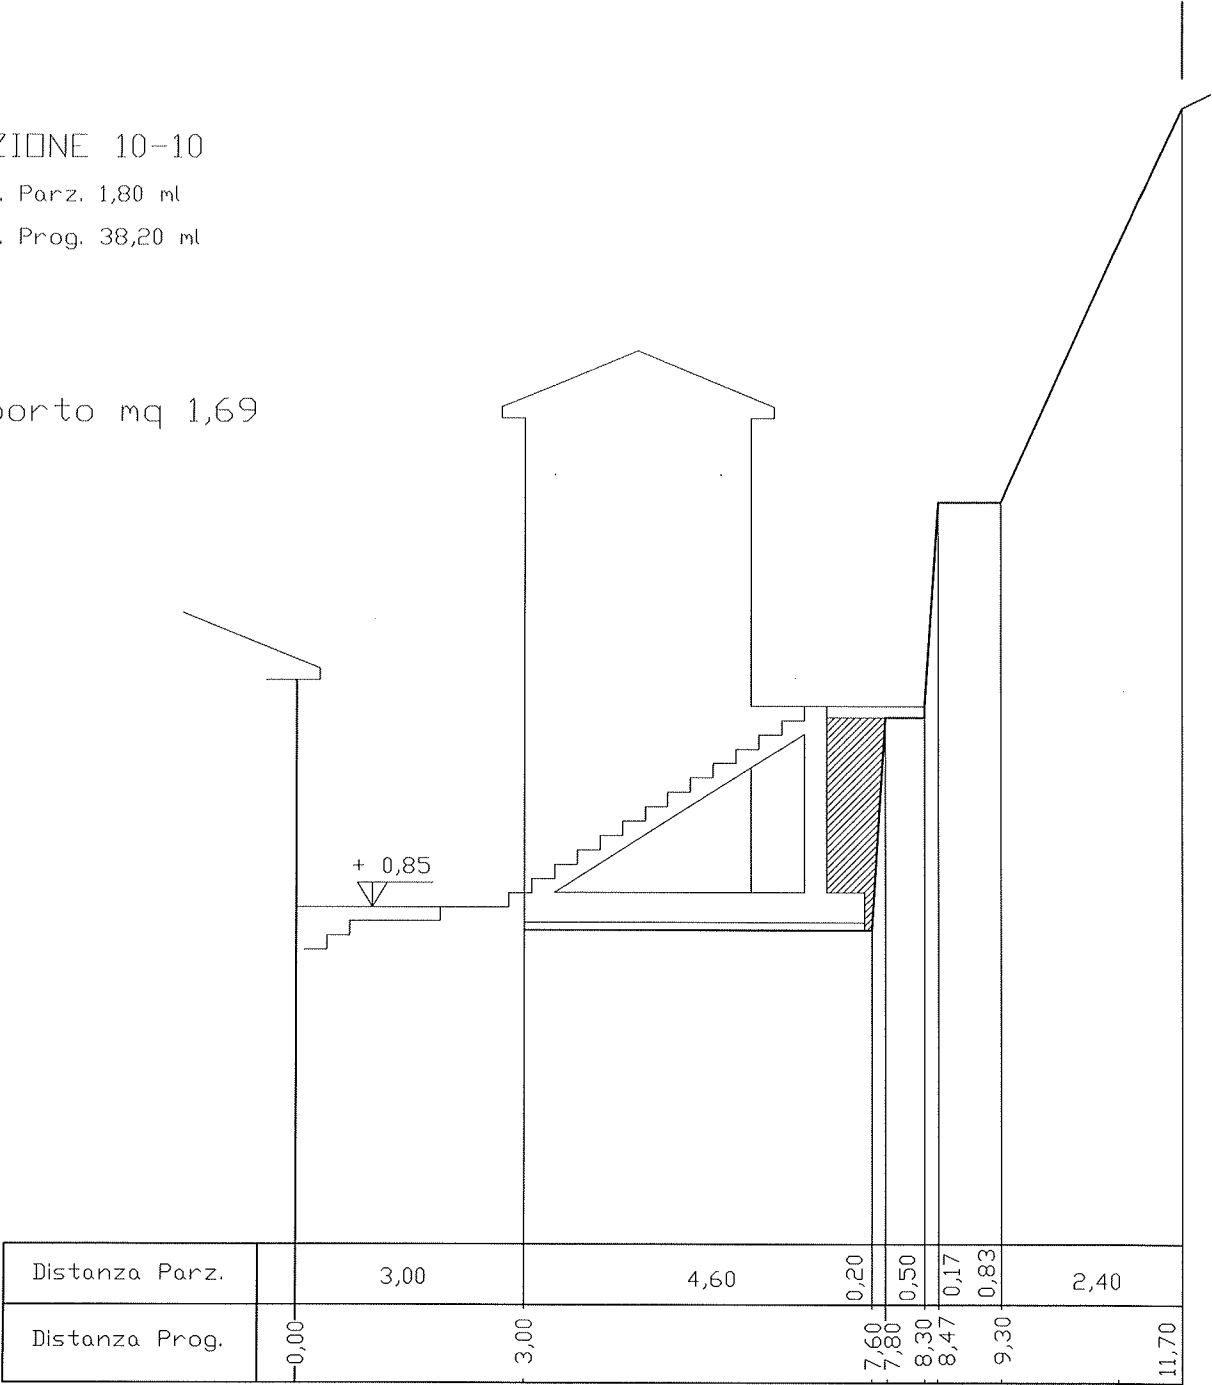 ZIONE 10-10
. Parz. 1,80 ml
. Prog. 38,20 ml
porto mq 1,69
+ 0,85
Distanza Parz. 3,00 4,60 0,20 0,50 0,17 0,83 2,40
Distanza Prog. 0,00 3,00 7,60 7,80 8,30 8,47 9,30 11,70